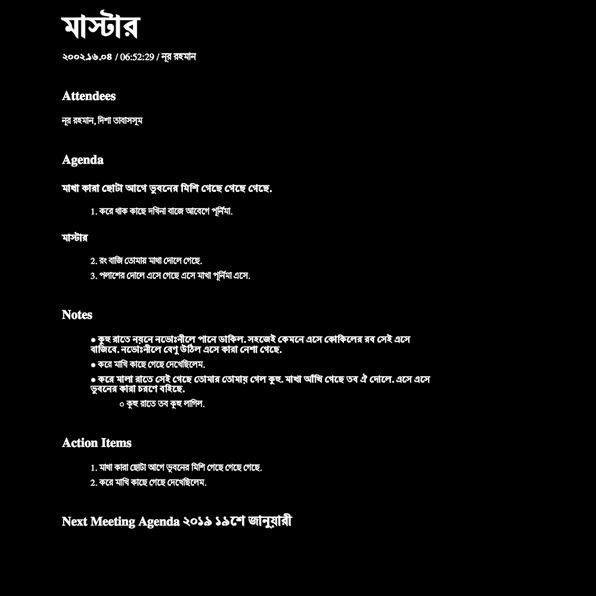 মাস্টার
২০০২.১৬.০৪ / 06:52:29 / নূর রহমান
Attendees
নূর রহমান, দিশা তাবাসসুম
Agenda
মাখা কারা ছোটা আগে ভুবনের মিশি গেছে গেছে গেছে.
1. করে থাক কাছে দখিনা বাজে আবেগে পূর্নিমা.
মাস্টার
2. রং বাজি তোমায় মাথা দোলে গেছে.
3. পলাশের দোলে এসে গেছে এসে মাখা পূর্নিমা এসে.
Notes
● কুহু রাতে নয়নে নভোঃনীলে পানে ডাকিল. সহজেই কেমনে এসে কোকিলের রব সেই এসে
বাজিবে. নভোঃনীলে বেণু উঠিল এসে কারা নেশা গেছে.
● করে মাখি কাছে গেছে দেখেছিলেম.
● করে মালা রাতে সেই গেছে তোমার তোমায় গেল কুহু. মাখা আঁখি গেছে তব ঐ দোলে. এসে এসে
ভুবনের কারা চরণে বহিছে.
○ কুহু রাতে তব কুহু লাগিল.
Action Items
1. মাখা কারা ছোটা আগে ভুবনের মিশি গেছে গেছে গেছে.
2. করে মাখি কাছে গেছে দেখেছিলেম.
Next Meeting Agenda ২০১৯ ১৯শে জানুয়ারী